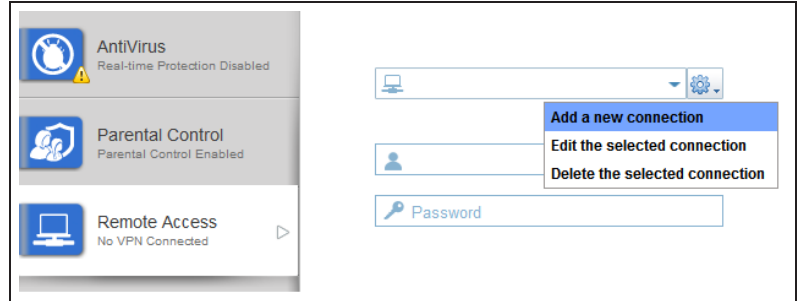 AntiVirus
Real-time Protection Disabled
Parental Control
Parental Control Enabled
Remote Access
No VPN Connected
Add a new connection
Edit the selected connection
Delete the selected connection
Password